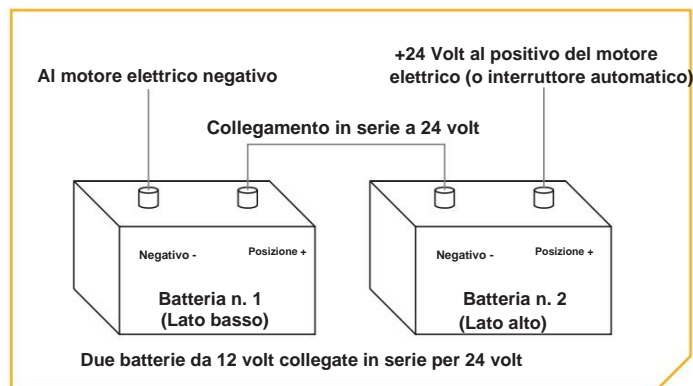 +24 Volt al positivo del motore
elettrico (o interruttore automatico)
Al motore elettrico negativo
Collegamento in serie a 24 volt
Negativo -
Posizione +
Batteria n. 1
(Lato basso)
Negativo -
Posizione +
Batteria n. 2
(Lato alto)
Due batterie da 12 volt collegate in serie per 24 volt